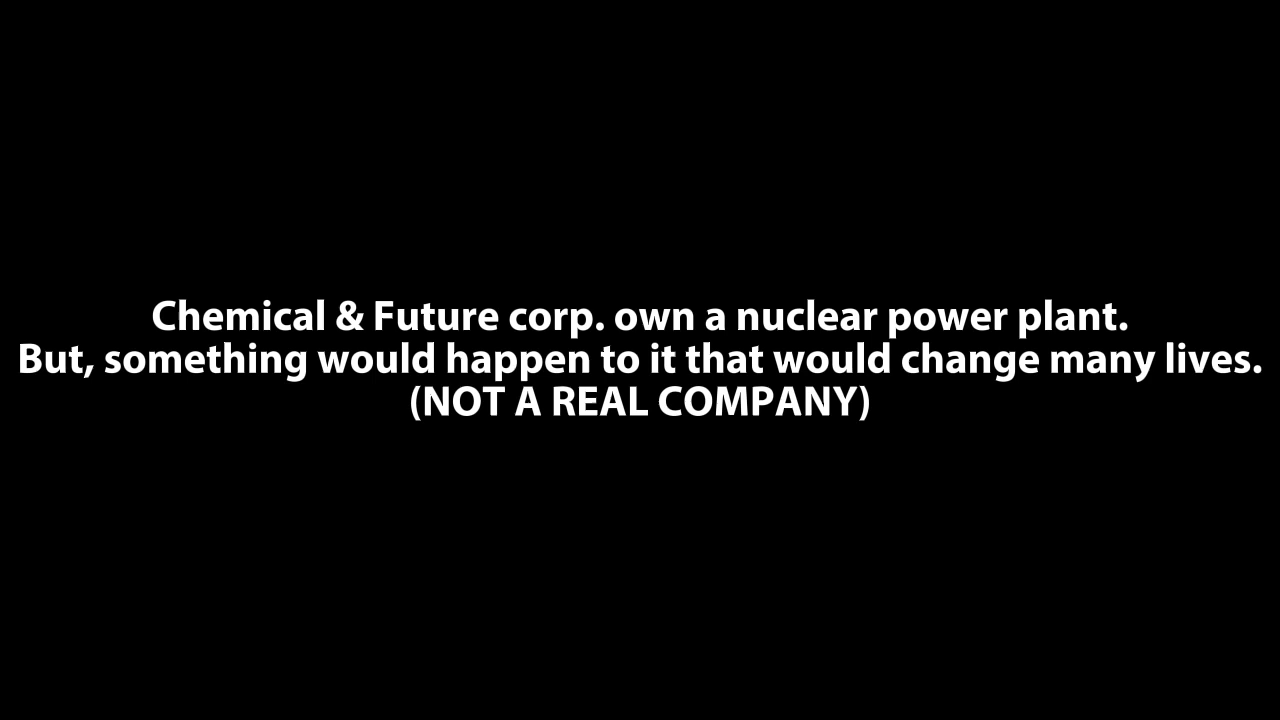 Chemical & Future corp. own a nuclear power plant.
But, something would happen to it that would change many lives.
(NOT A REAL COMPANY)